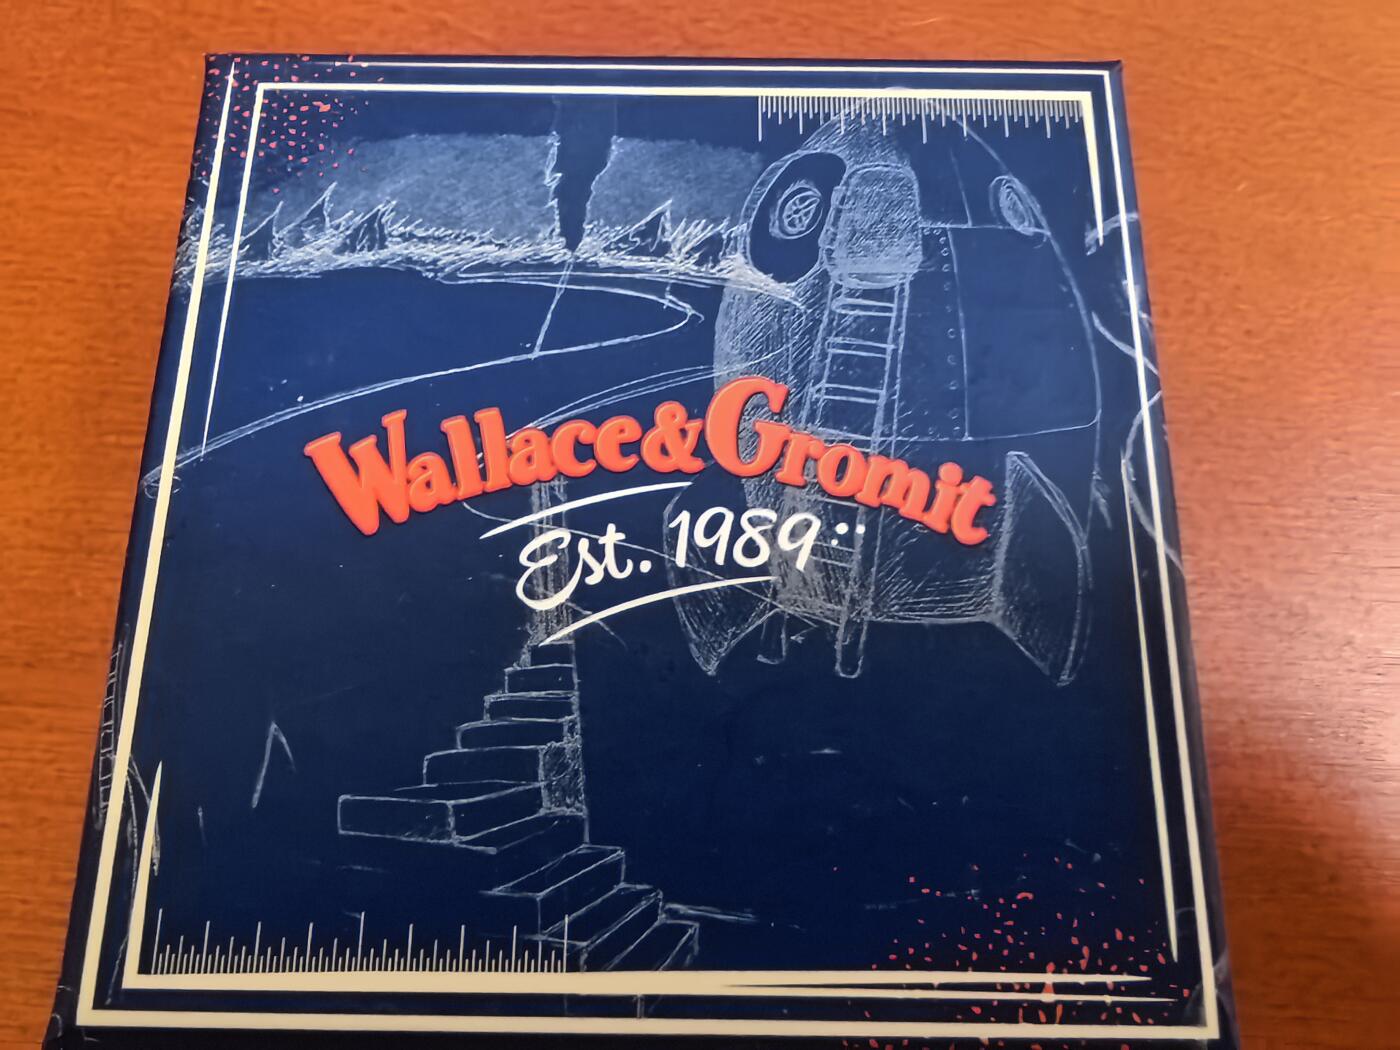 Wallace & Gromit
Est. 1989